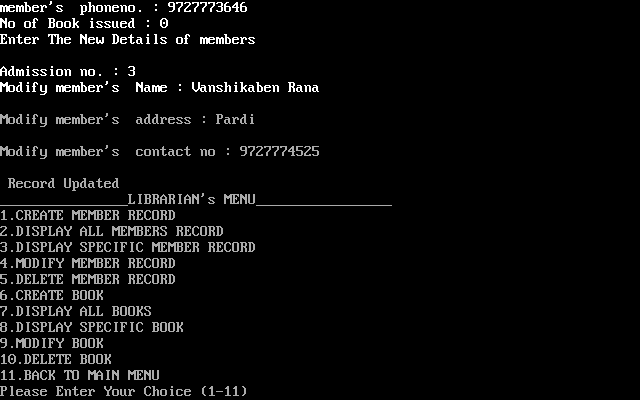 member's  phoneno. : 9727773646
No of Book issued : 0
Enter The New Details of members
Admission no. : 3
Modify member's  Name : Vanshikaben Rana
Modify member's  address : Pardi
Modify member's  contact no : 9727774525
Record Updated
________________LIBRARIAN's MENU_________________
1.CREATE MEMBER RECORD
2.DISPLAY ALL MEMBERS RECORD
3.DISPLAY SPECIFIC MEMBER RECORD
4.MODIFY MEMBER RECORD
5.DELETE MEMBER RECORD
6.CREATE BOOK
7.DISPLAY ALL BOOKS
8.DISPLAY SPECIFIC BOOK
9.MODIFY BOOK
10.DELETE BOOK
11.BACK TO MAIN MENU
Please Enter Your Choice (1-11)